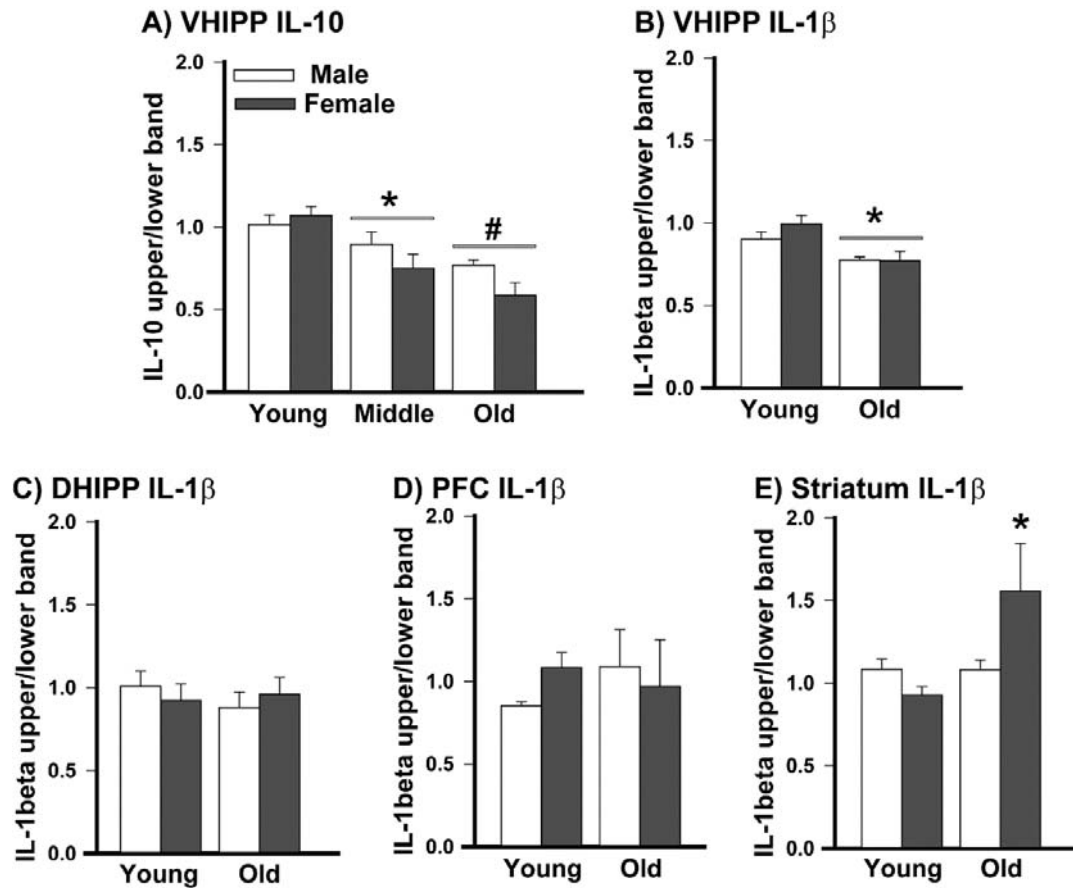 A) VHIPP IL-10
IL-10 upper/lower band
2.0
1.5
1.0
0.5
0.0
Male
Female
*
#
Young Middle Old
B) VHIPP IL-1β
IL-1beta upper/lower band
2.0
1.5
1.0
0.5
0.0
*
Young Old
C) DHIPP IL-1β
IL-1beta upper/lower band
2.0
1.5
1.0
0.5
0.0
Young Old
D) PFC IL-1β
IL-1beta upper/lower band
2.0
1.5
1.0
0.5
0.0
Young Old
E) Striatum IL-1β
IL-1beta upper/lower band
2.0
1.5
1.0
0.5
0.0
*
Young Old